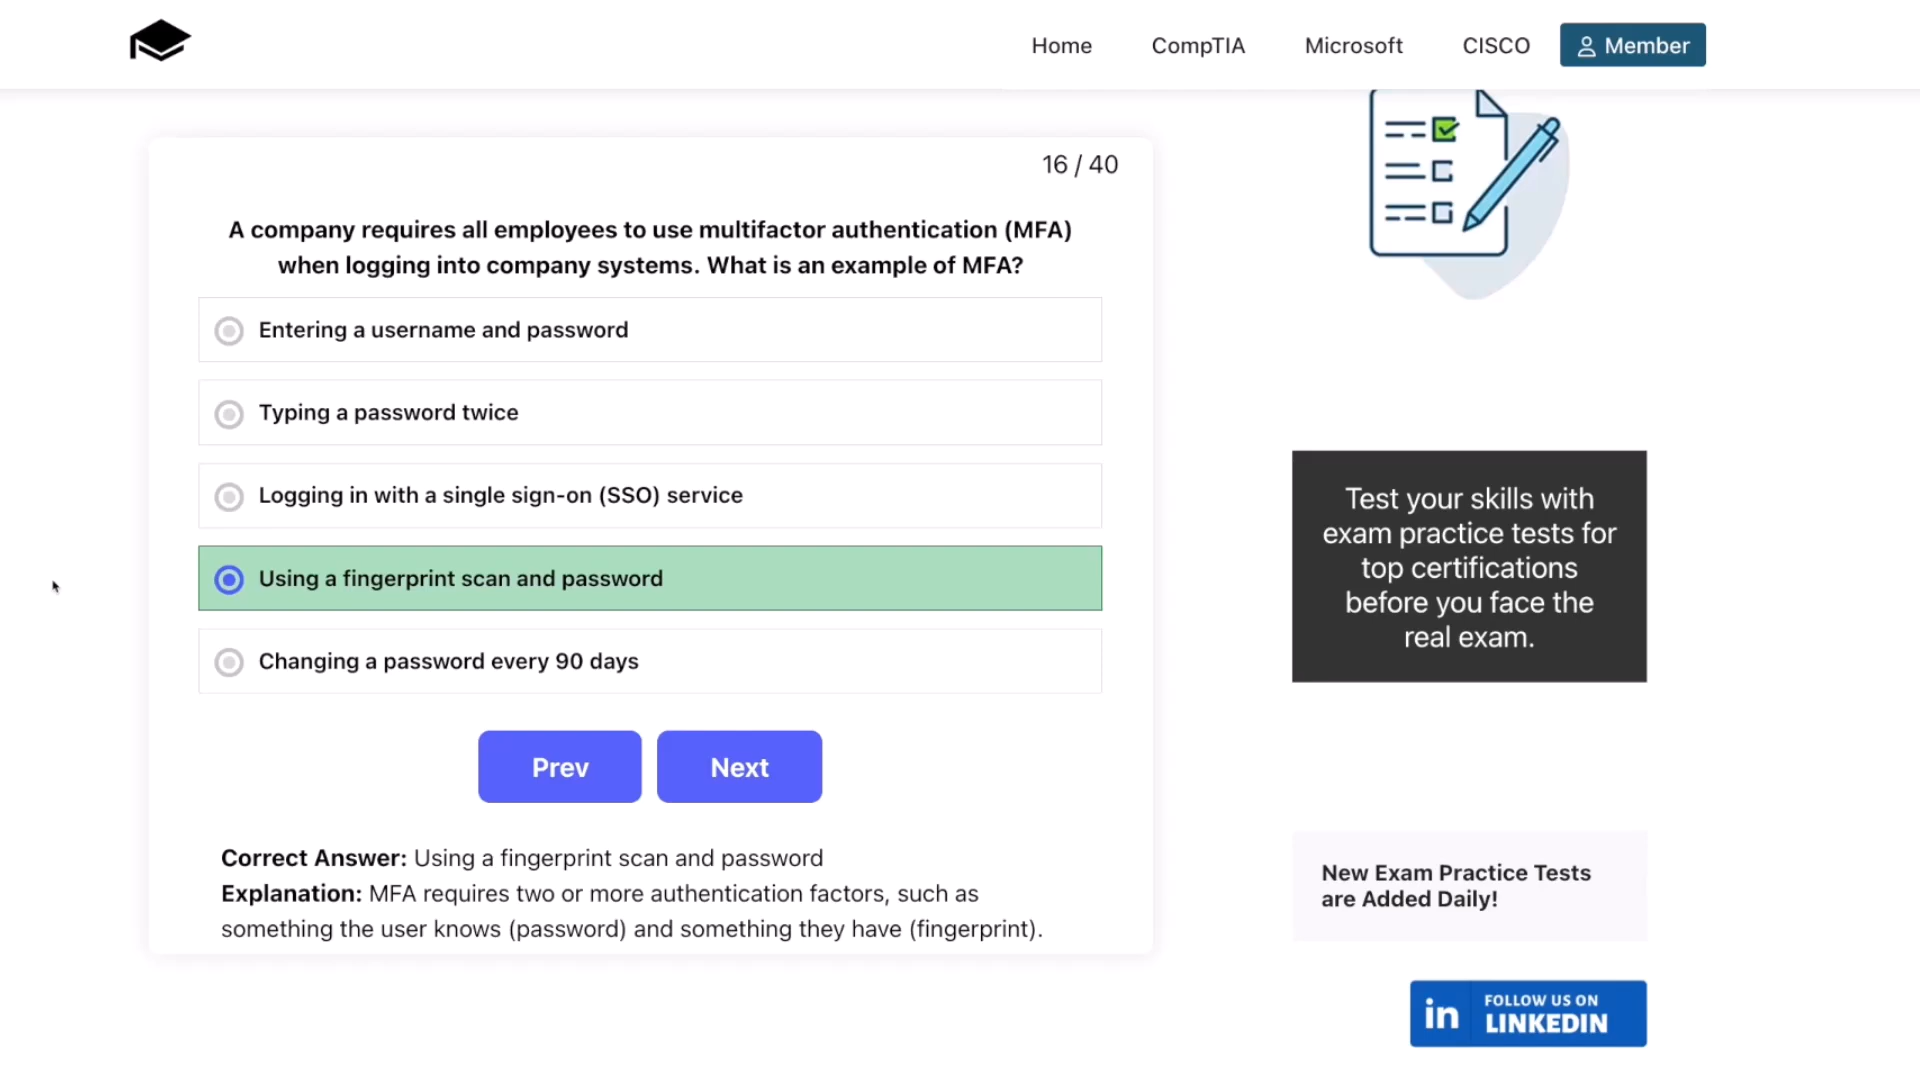 Home CompTIA Microsoft CISCO Member
16 / 40
A company requires all employees to use multifactor authentication (MFA)
when logging into company systems. What is an example of MFA?
Entering a username and password
Typing a password twice
Logging in with a single sign-on (SSO) service
Using a fingerprint scan and password
Changing a password every 90 days
Prev Next
Correct Answer: Using a fingerprint scan and password
Explanation: MFA requires two or more authentication factors, such as
something the user knows (password) and something they have (fingerprint).
Test your skills with
exam practice tests for
top certifications
before you face the
real exam.
New Exam Practice Tests
are Added Daily!
in FOLLOW US ON
LINKEDIN